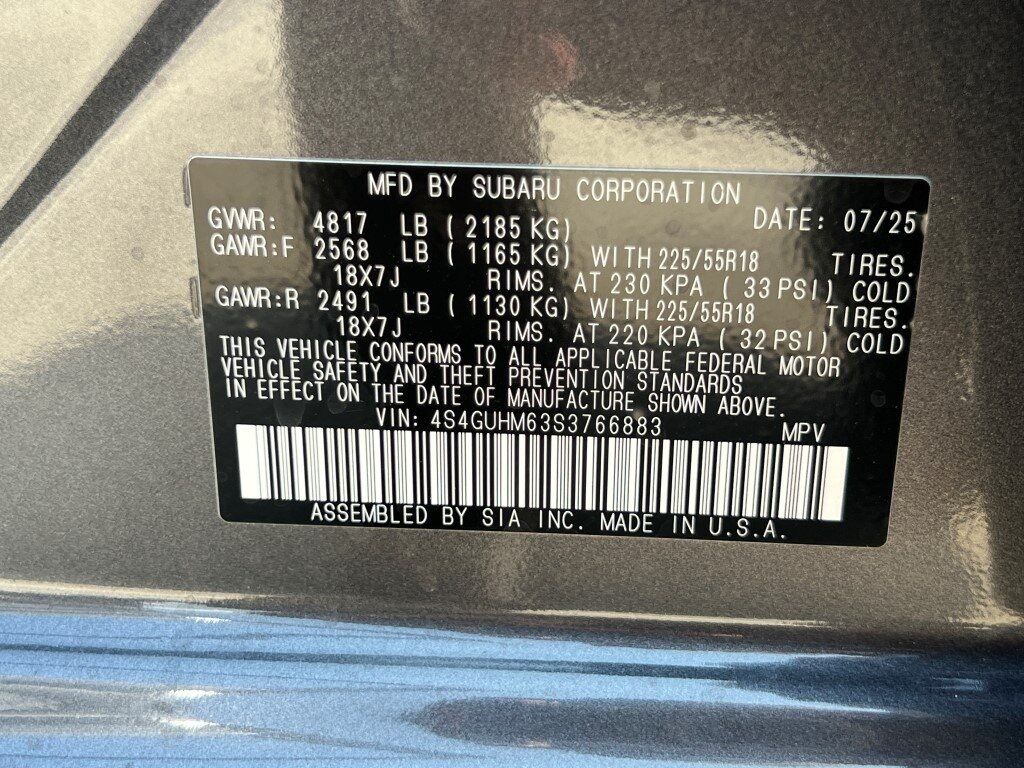 MFD BY SUBARU CORPORATION
GVWR: 4817 LB ( 2185 KG) DATE: 07/25
GAWR:F 2568 LB ( 1165 KG) WITH 225/55R18 TIRES.
18X7J RIMS. AT 230 KPA ( 33 PSI) COLD
GAWR:R 2491 LB ( 1130 KG) WITH 225/55R18 TIRES.
18X7J RIMS. AT 220 KPA ( 32 PSI) COLD
THIS VEHICLE CONFORMS TO ALL APPLICABLE FEDERAL MOTOR
VEHICLE SAFETY AND THEFT PREVENTION STANDARDS
IN EFFECT ON THE DATE OF MANUFACTURE SHOWN ABOVE.
VIN: 4S4GUHM63S3766883 MPV
ASSEMBLED BY SIA INC. MADE IN U.S.A.